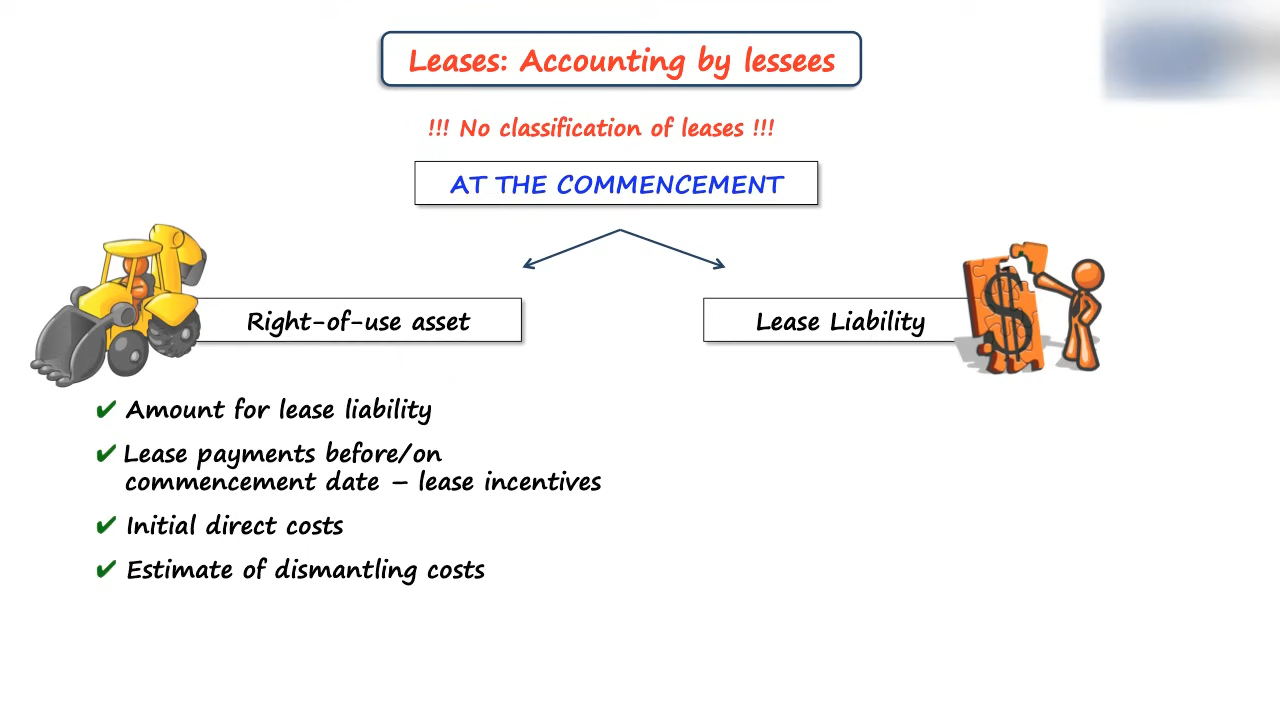 Leases: Accounting by lessees
!!! No classification of leases !!!
AT THE COMMENCEMENT
Right-of-use asset
Lease Liability
✔ Amount for lease liability
✔ Lease payments before/on
commencement date – lease incentives
✔ Initial direct costs
✔ Estimate of dismantling costs